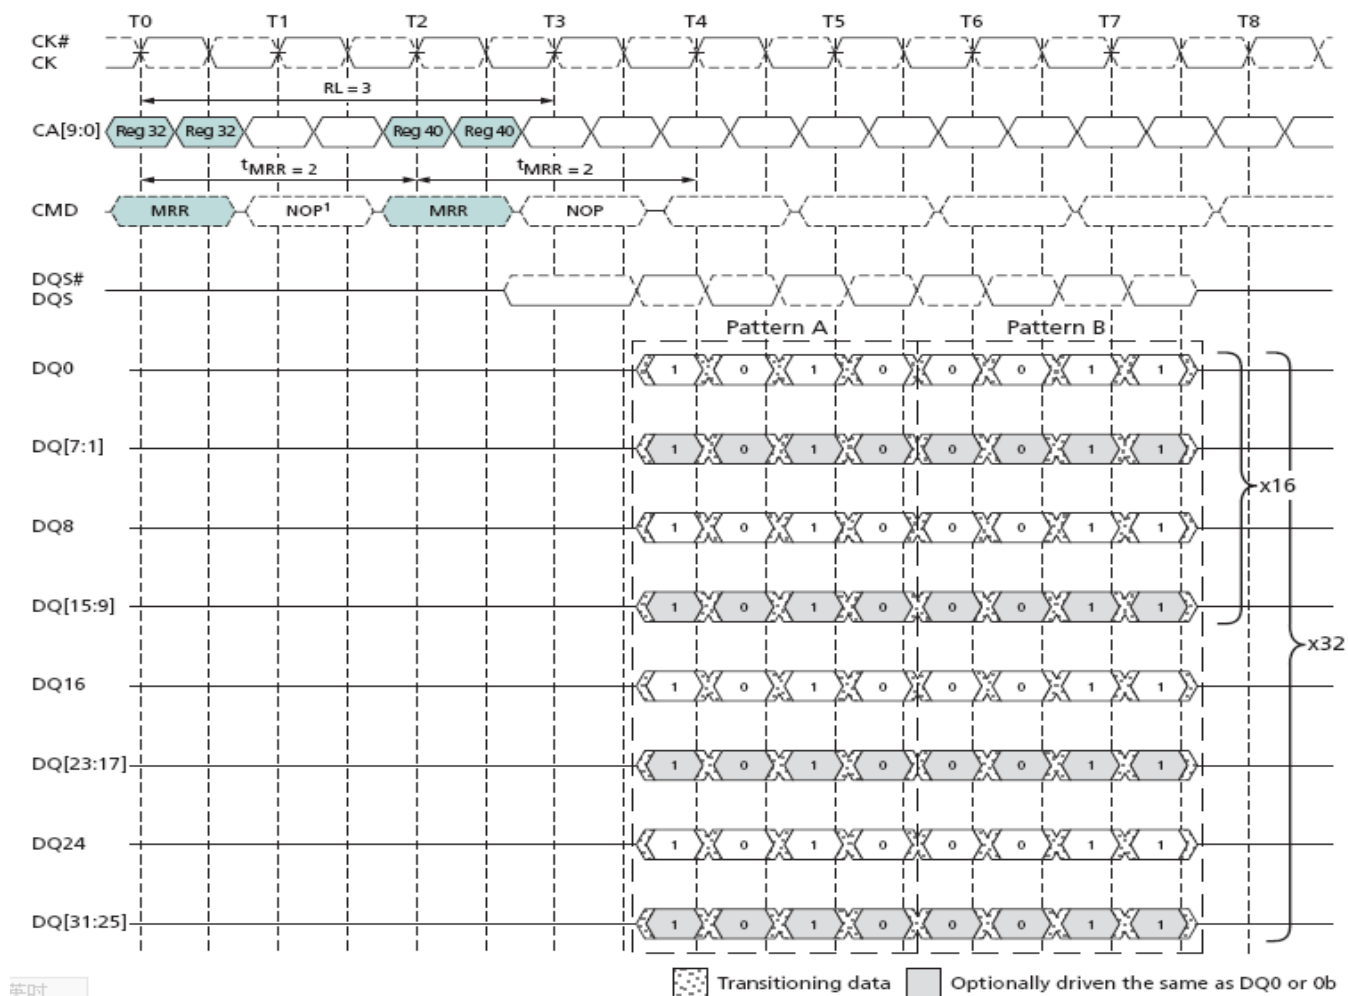 T0 T1 T2 T3 T4 T5 T6 T7 T8
CK#
CK
RL = 3
CA[9:0] Reg 32 Reg 32 Reg 40 Reg 40
tMRR = 2 tMRR = 2
CMD MRR NOP1 MRR NOP
DQS#
DQS
Pattern A Pattern B
DQ0 1 0 1 0 0 0 1 1
DQ[7:1] 1 0 1 0 0 0 1 1
x16
DQ8 1 0 1 0 0 0 1 1
DQ[15:9] 1 0 1 0 0 0 1 1
x32
DQ16 1 0 1 0 0 0 1 1
DQ[23:17] 1 0 1 0 0 0 1 1
DQ24 1 0 1 0 0 0 1 1
DQ[31:25] 1 0 1 0 0 0 1 1
Transitioning data Optionally driven the same as DQ0 or 0b